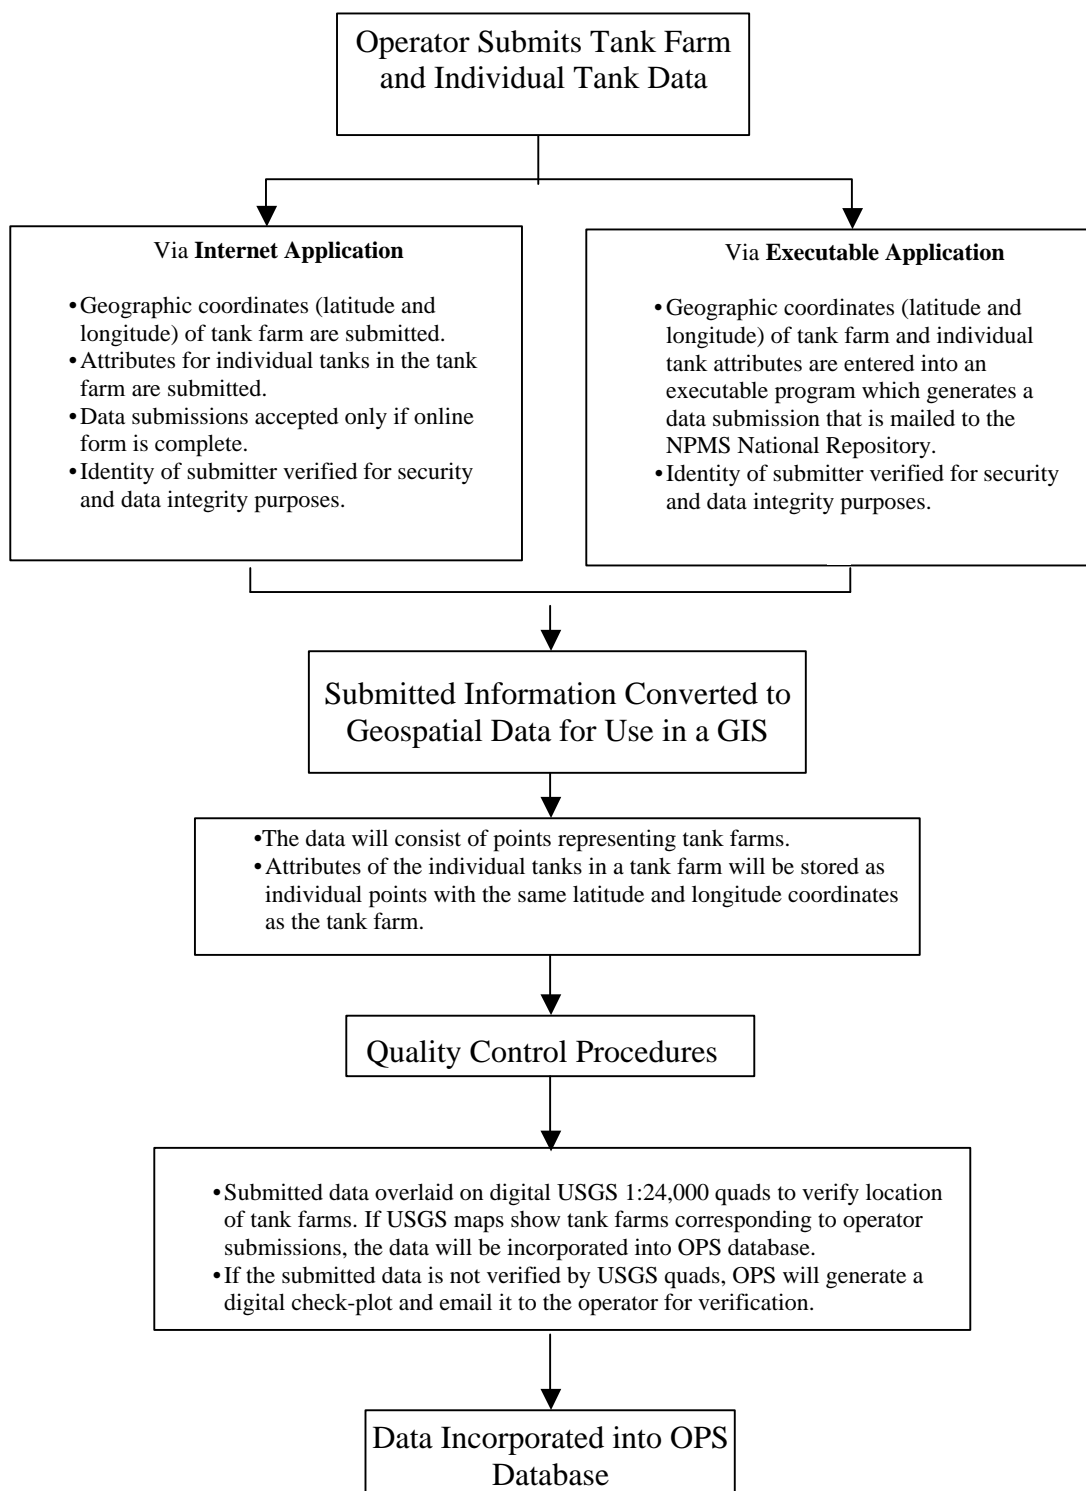 Operator Submits Tank Farm
and Individual Tank Data
Via Internet Application
•Geographic coordinates (latitude and
longitude) of tank farm are submitted.
•Attributes for individual tanks in the tank
farm are submitted.
•Data submissions accepted only if online
form is complete.
•Identity of submitter verified for security
and data integrity purposes.
Via Executable Application
•Geographic coordinates (latitude and
longitude) of tank farm and individual
tank attributes are entered into an
executable program which generates a
data submission that is mailed to the
NPMS National Repository.
•Identity of submitter verified for security
and data integrity purposes.
Submitted Information Converted to
Geospatial Data for Use in a GIS
•The data will consist of points representing tank farms.
•Attributes of the individual tanks in a tank farm will be stored as
individual points with the same latitude and longitude coordinates
as the tank farm.
Quality Control Procedures
•Submitted data overlaid on digital USGS 1:24,000 quads to verify location
of tank farms. If USGS maps show tank farms corresponding to operator
submissions, the data will be incorporated into OPS database.
•If the submitted data is not verified by USGS quads, OPS will generate a
digital check-plot and email it to the operator for verification.
Data Incorporated into OPS
Database